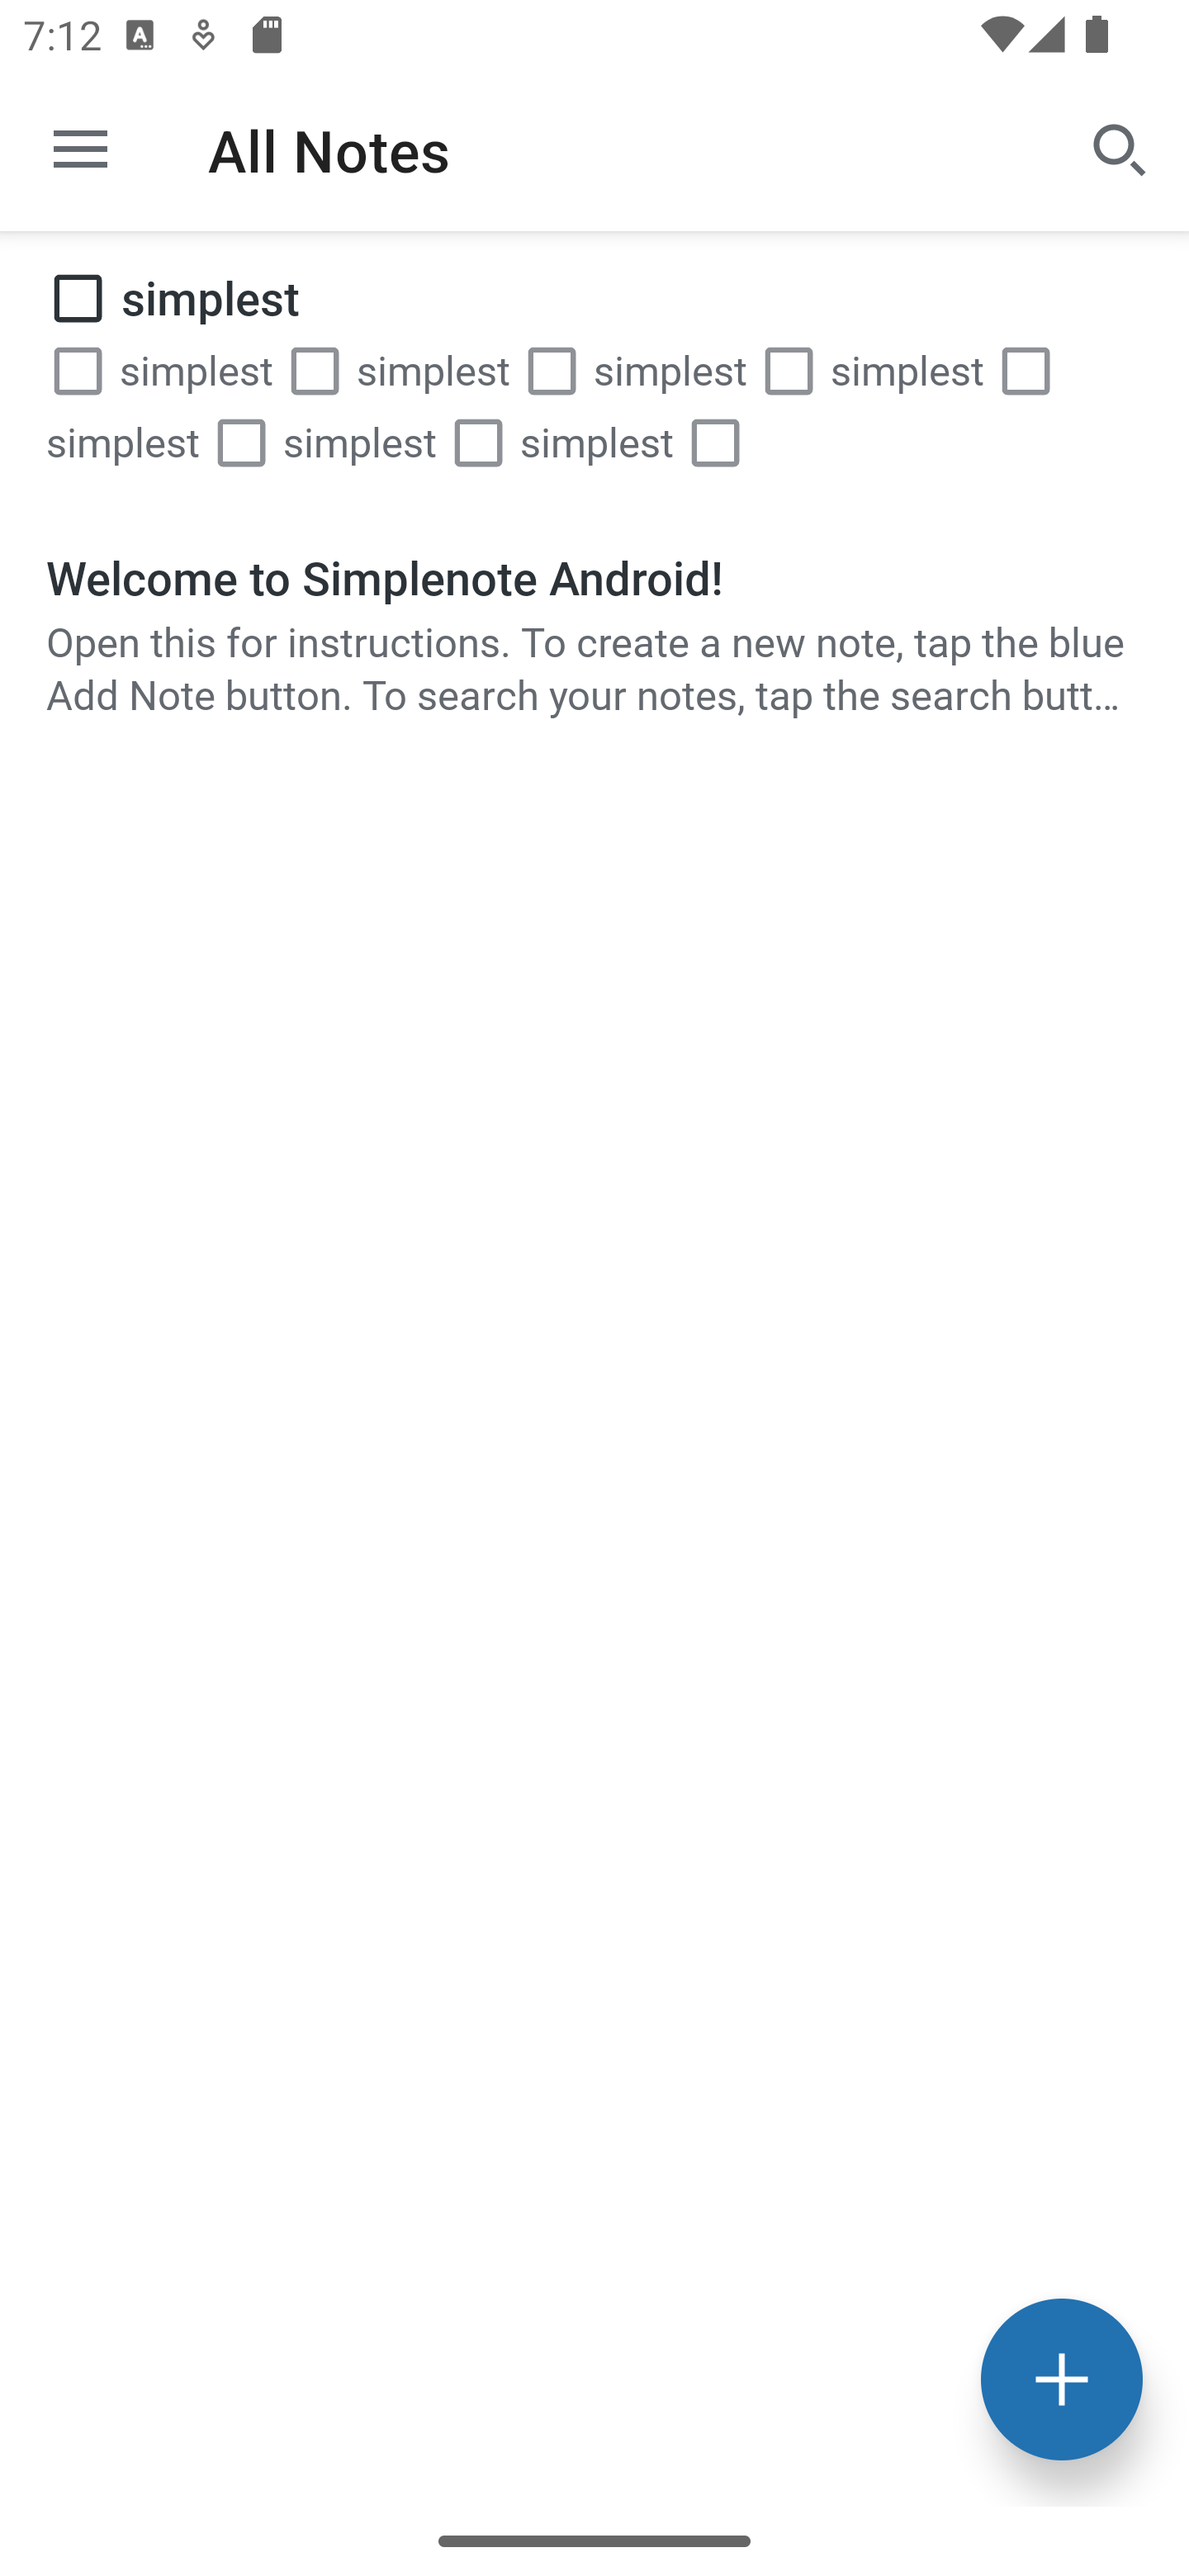 7:12
All Notes
simplest
simplest simplest simplest simplest
simplest simplest simplest
Welcome to Simplenote Android!
Open this for instructions. To create a new note, tap the blue
Add Note button. To search your notes, tap the search butt…